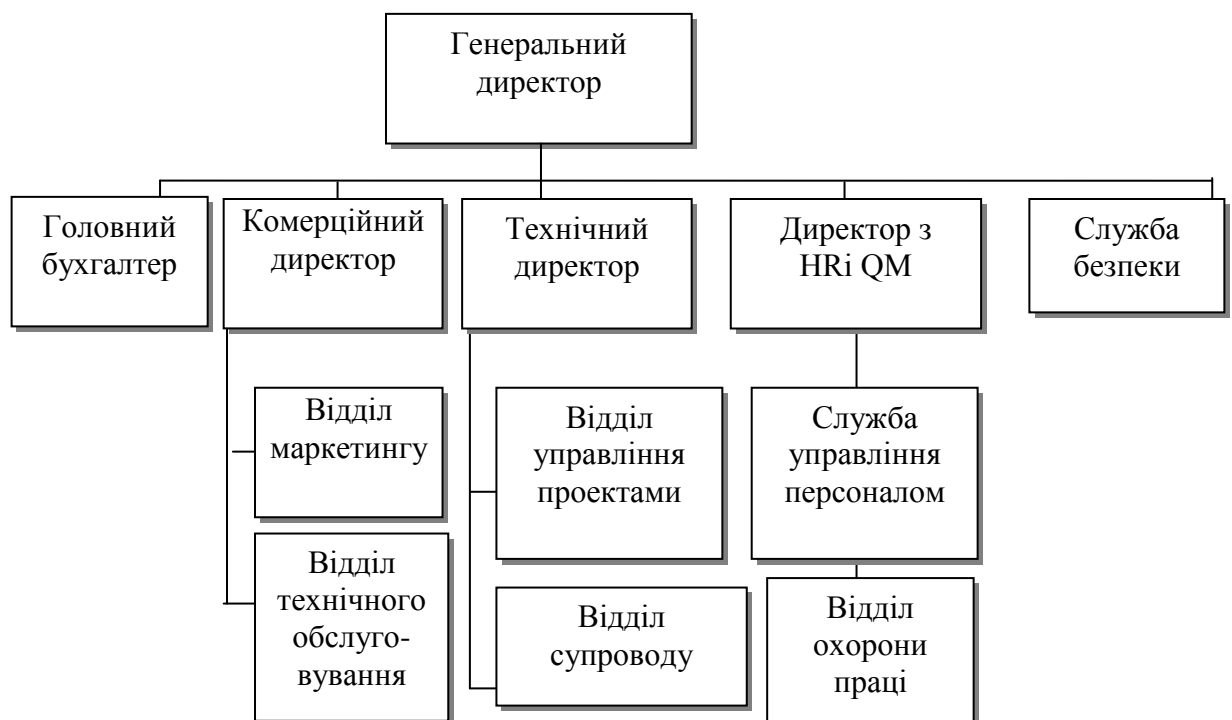 Генеральний
директор
Головний
бухгалтер
Комерційний
директор
Технічний
директор
Директор з
HRі QM
Служба
безпеки
Відділ
маркетингу
Відділ
управління
проектами
Служба
управління
персоналом
Відділ
технічного
обслуго-
вування
Відділ
супроводу
Відділ
охорони
праці